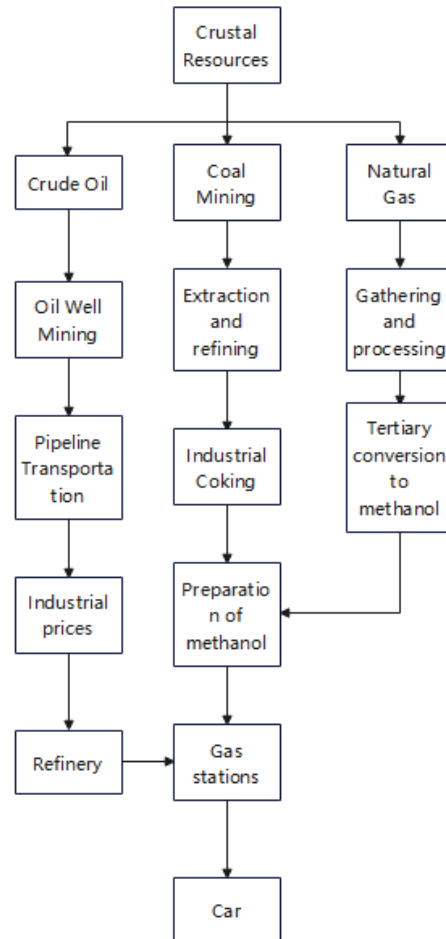 Crustal
Resources
Crude Oil
Coal
Mining
Natural
Gas
Oil Well
Mining
Extraction
and
refining
Gathering
and
processing
Pipeline
Transporta
tion
Industrial
Coking
Tertiary
conversion
to
methanol
Industrial
prices
Preparatio
n of
methanol
Refinery
Gas
stations
Car